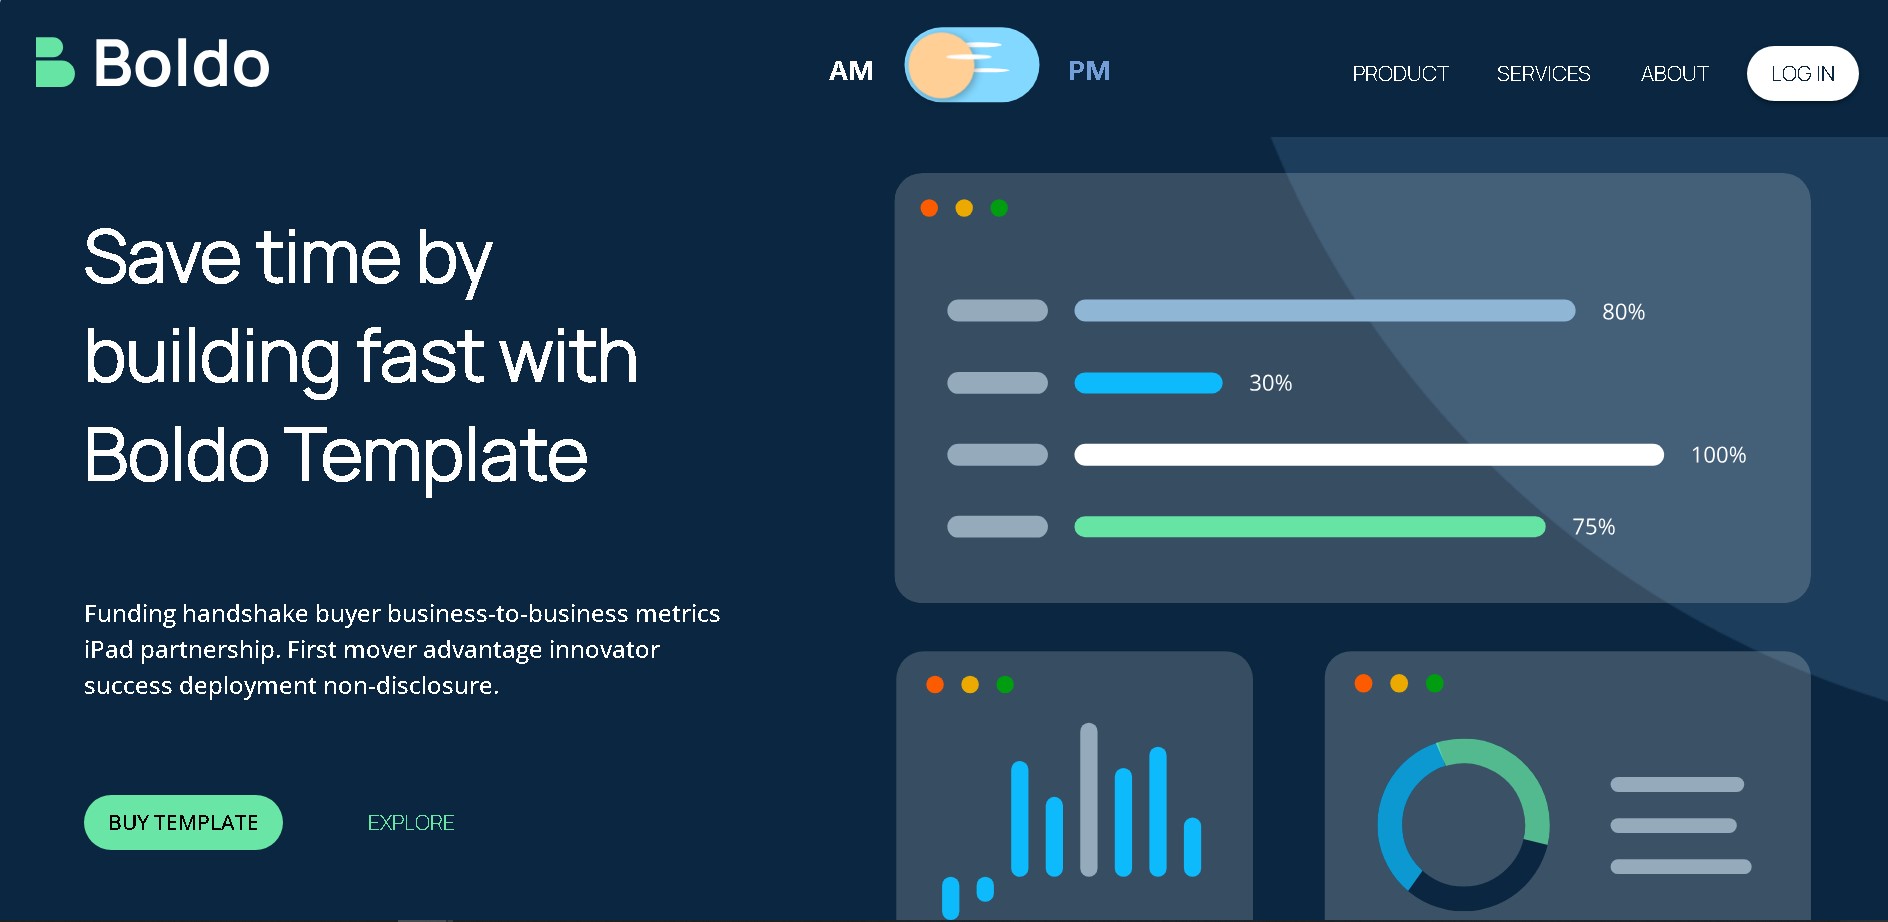 Boldo
AM
PM
PRODUCT
SERVICES
ABOUT
LOG IN
Save time by
building fast with
Boldo Template
Funding handshake buyer business-to-business metrics
iPad partnership. First mover advantage innovator
success deployment non-disclosure.
BUY TEMPLATE
EXPLORE
80%
30%
100%
75%